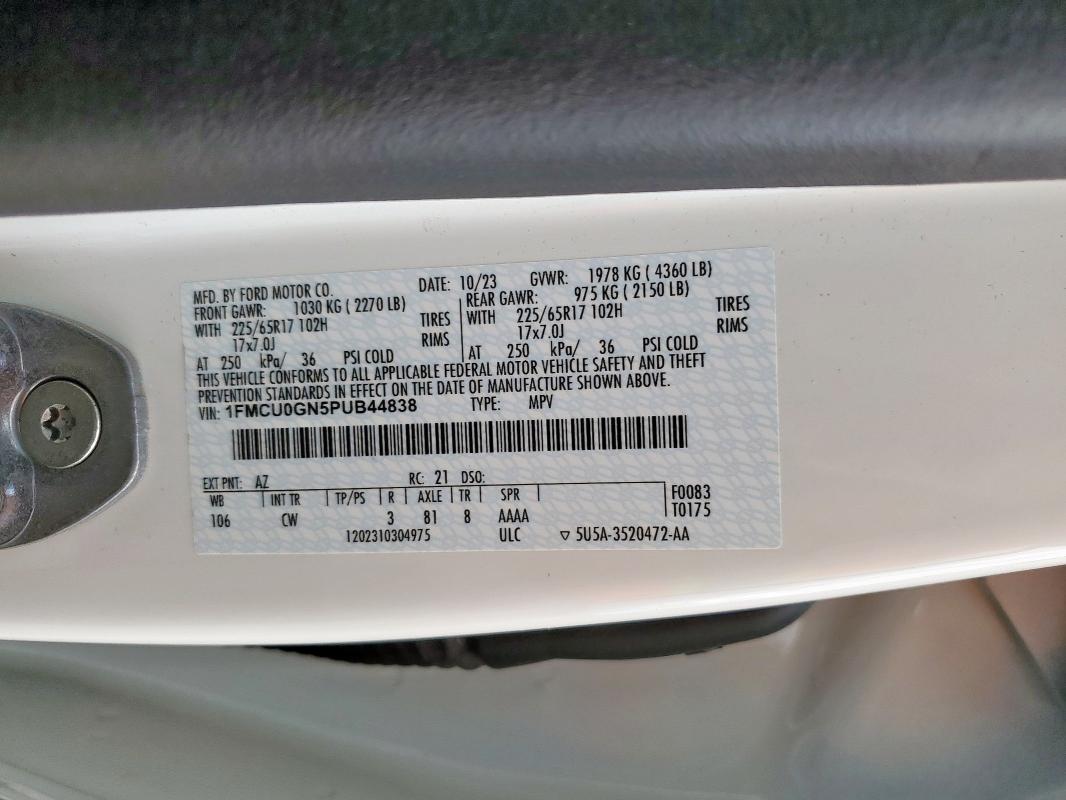 MFD. BY FORD MOTOR CO. DATE: 10/23 GVWR: 1978 KG ( 4360 LB)
FRONT GAWR: 1030 KG ( 2270 LB) REAR GAWR: 975 KG ( 2150 LB)
WITH 225/65R17 102H TIRES WITH 225/65R17 102H TIRES
17x7.0J RIMS 17x7.0J RIMS
AT 250 kPa/ 36 PSI COLD AT 250 kPa/ 36 PSI COLD
THIS VEHICLE CONFORMS TO ALL APPLICABLE FEDERAL MOTOR VEHICLE SAFETY AND THEFT
PREVENTION STANDARDS IN EFFECT ON THE DATE OF MANUFACTURE SHOWN ABOVE.
VIN: 1FMCU0GN5PUB44838 TYPE: MPV
EXT PNT: AZ RC: 21 DSO:
WB INT TR TP/PS R AXLE TR SPR F0083
106 CW 3 81 8 AAAA T0175
1202310304975 ULC ▽ 5U5A-3520472-AA